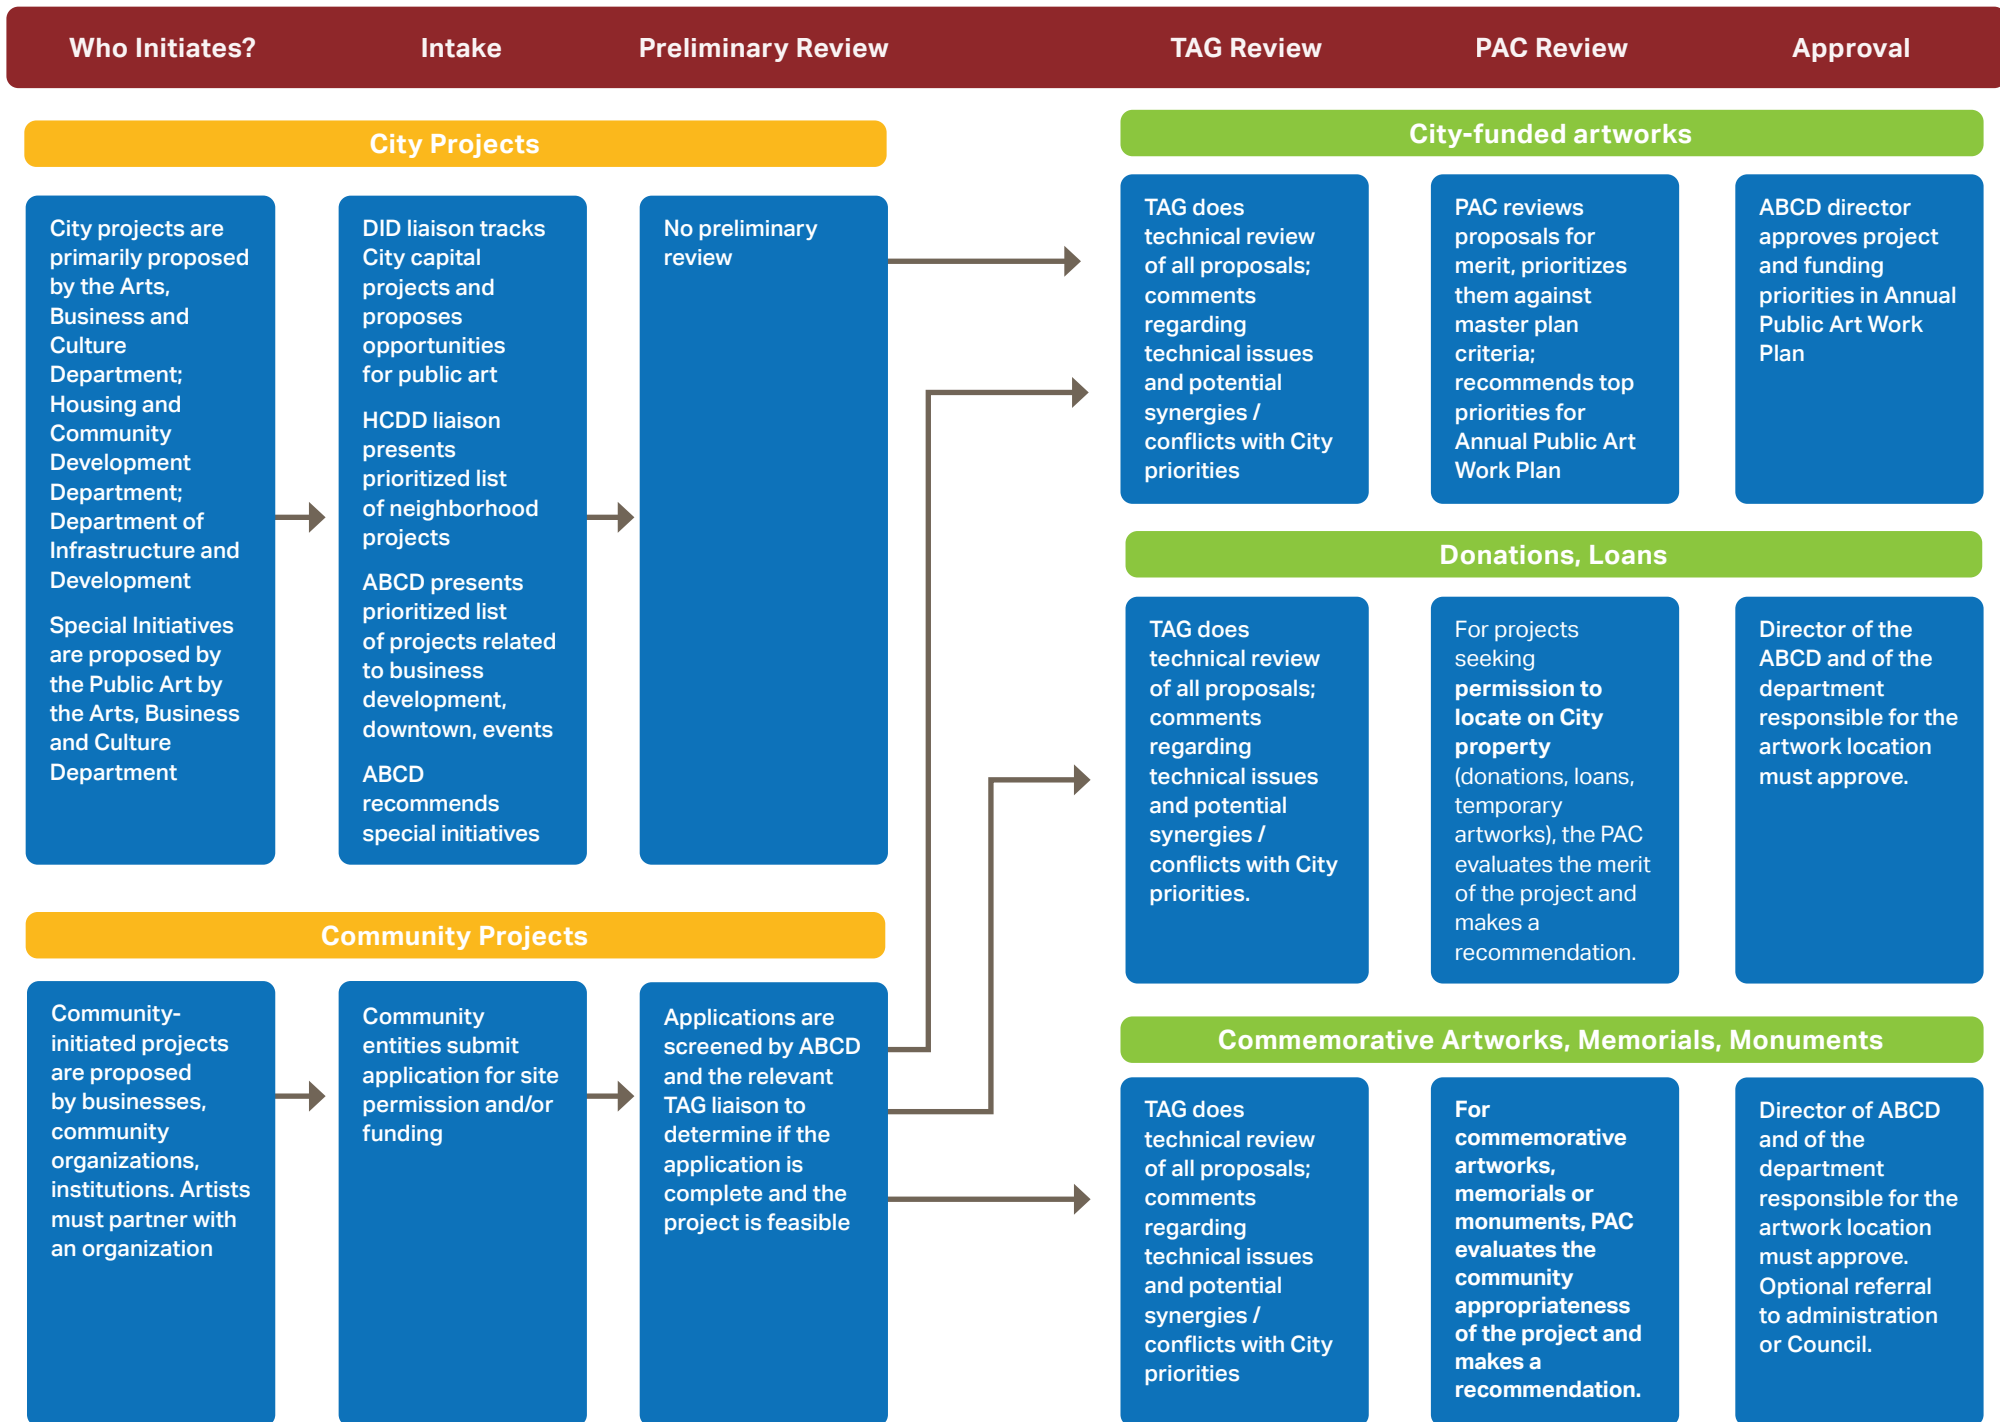 Who Initiates?
Intake
Preliminary Review
TAG Review
PAC Review
Approval
City Projects
City projects are
primarily proposed
by the Arts,
Business and
Culture
Department;
Housing and
Community
Development
Department;
Department of
Infrastructure and
Development
Special Initiatives
are proposed by
the Public Art by
the Arts, Business
and Culture
Department
DID liaison tracks
City capital
projects and
proposes
opportunities
for public art
HCDD liaison
presents
prioritized list
of neighborhood
projects
ABCD presents
prioritized list
of projects related
to business
development,
downtown, events
ABCD
recommends
special initiatives
No preliminary
review
Community Projects
Community-
initiated projects
are proposed
by businesses,
community
organizations,
institutions. Artists
must partner with
an organization
Community
entities submit
application for site
permission and/or
funding
Applications are
screened by ABCD
and the relevant
TAG liaison to
determine if the
application is
complete and the
project is feasible
City-funded artworks
TAG does
technical review
of all proposals;
comments
regarding
technical issues
and potential
synergies /
conflicts with City
priorities
PAC reviews
proposals for
merit, prioritizes
them against
master plan
criteria;
recommends top
priorities for
Annual Public Art
Work Plan
ABCD director
approves project
and funding
priorities in Annual
Public Art Work
Plan
Donations, Loans
TAG does
technical review
of all proposals;
comments
regarding
technical issues
and potential
synergies /
conflicts with City
priorities.
For projects
seeking
permission to
locate on City
property
(donations, loans,
temporary
artworks), the PAC
evaluates the merit
of the project and
makes a
recommendation.
Director of the
ABCD and of the
department
responsible for the
artwork location
must approve.
Commemorative Artworks, Memorials, Monuments
TAG does
technical review
of all proposals;
comments
regarding
technical issues
and potential
synergies /
conflicts with City
priorities
For
commemorative
artworks,
memorials or
monuments, PAC
evaluates the
community
appropriateness
of the project and
makes a
recommendation.
Director of ABCD
and of the
department
responsible for the
artwork location
must approve.
Optional referral
to administration
or Council.